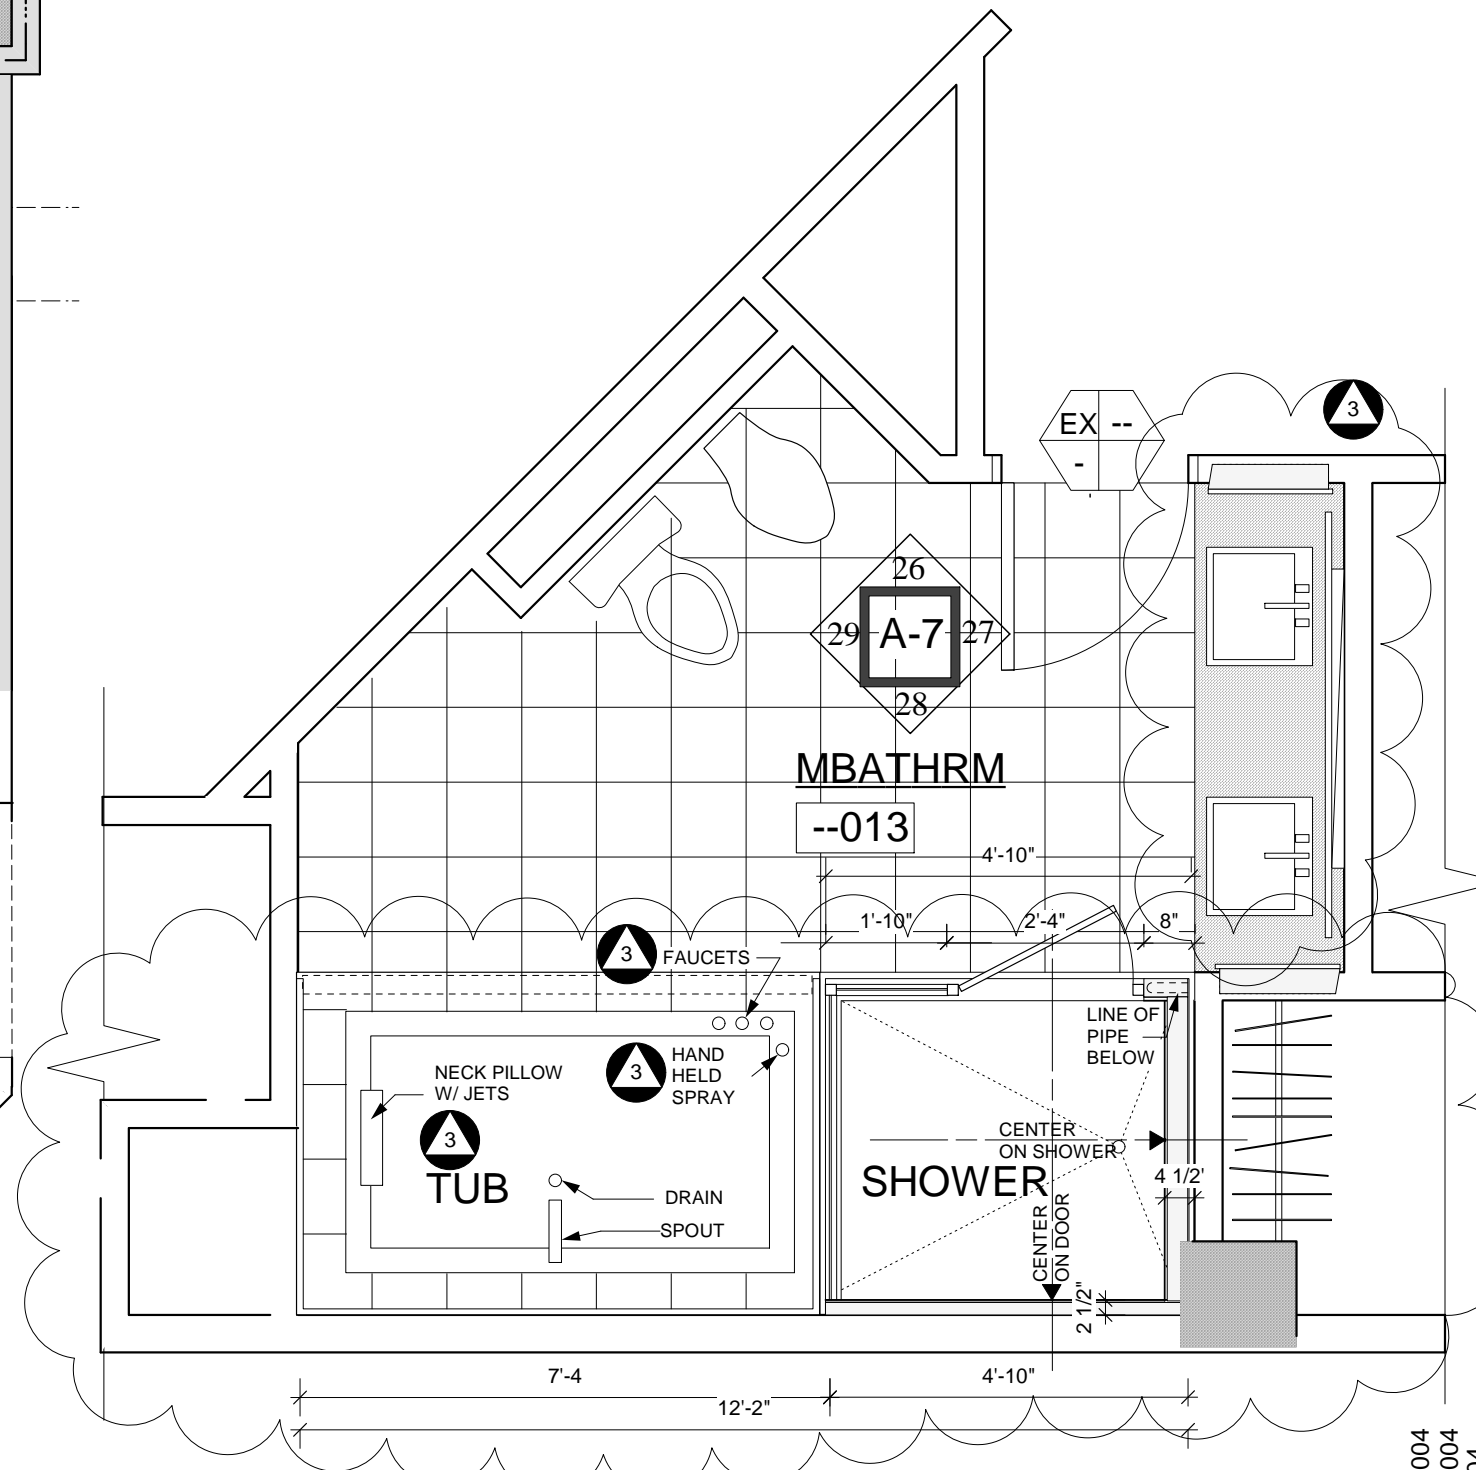 3
EX --
-
26
29 A-7 27
28
MBATHRM
--013
4'-10"
1'-10" 2'-4" 8"
3 FAUCETS
LINE OF
PIPE
BELOW
3 HAND
HELD
SPRAY
NECK PILLOW
W/ JETS
3
TUB
CENTER
ON SHOWER
SHOWER
4 1/2'
DRAIN
SPOUT
CENTER
ON DOOR
2 1/2"
7'-4
4'-10"
12'-2"
004
004